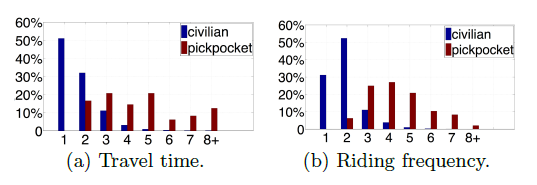 60%
50%
40%
30%
20%
10%
0
1 2 3 4 5 6 7 8+
civilian
pickpocket
(a) Travel time.
60%
50%
40%
30%
20%
10%
0
1 2 3 4 5 6 7 8+
civilian
pickpocket
(b) Riding frequency.